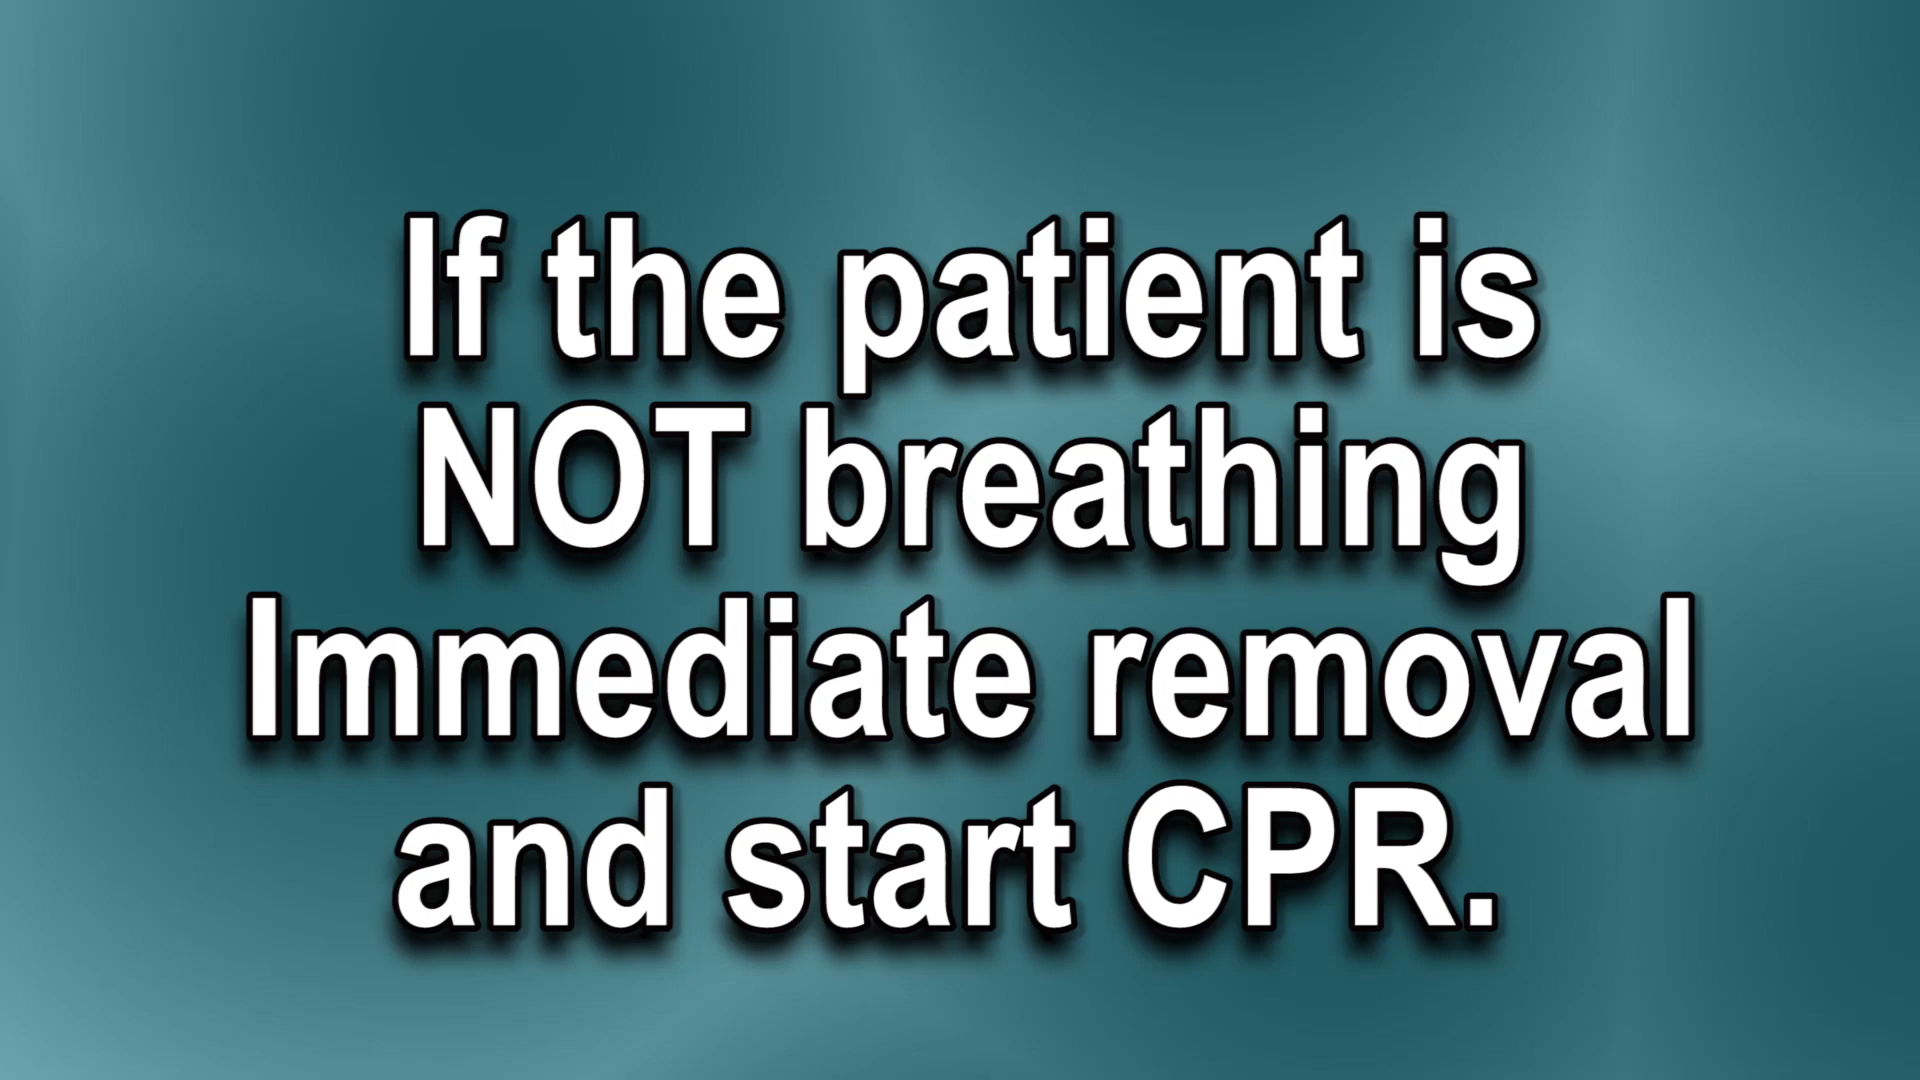 If the patient is
NOT breathing
Immediate removal
and start CPR.